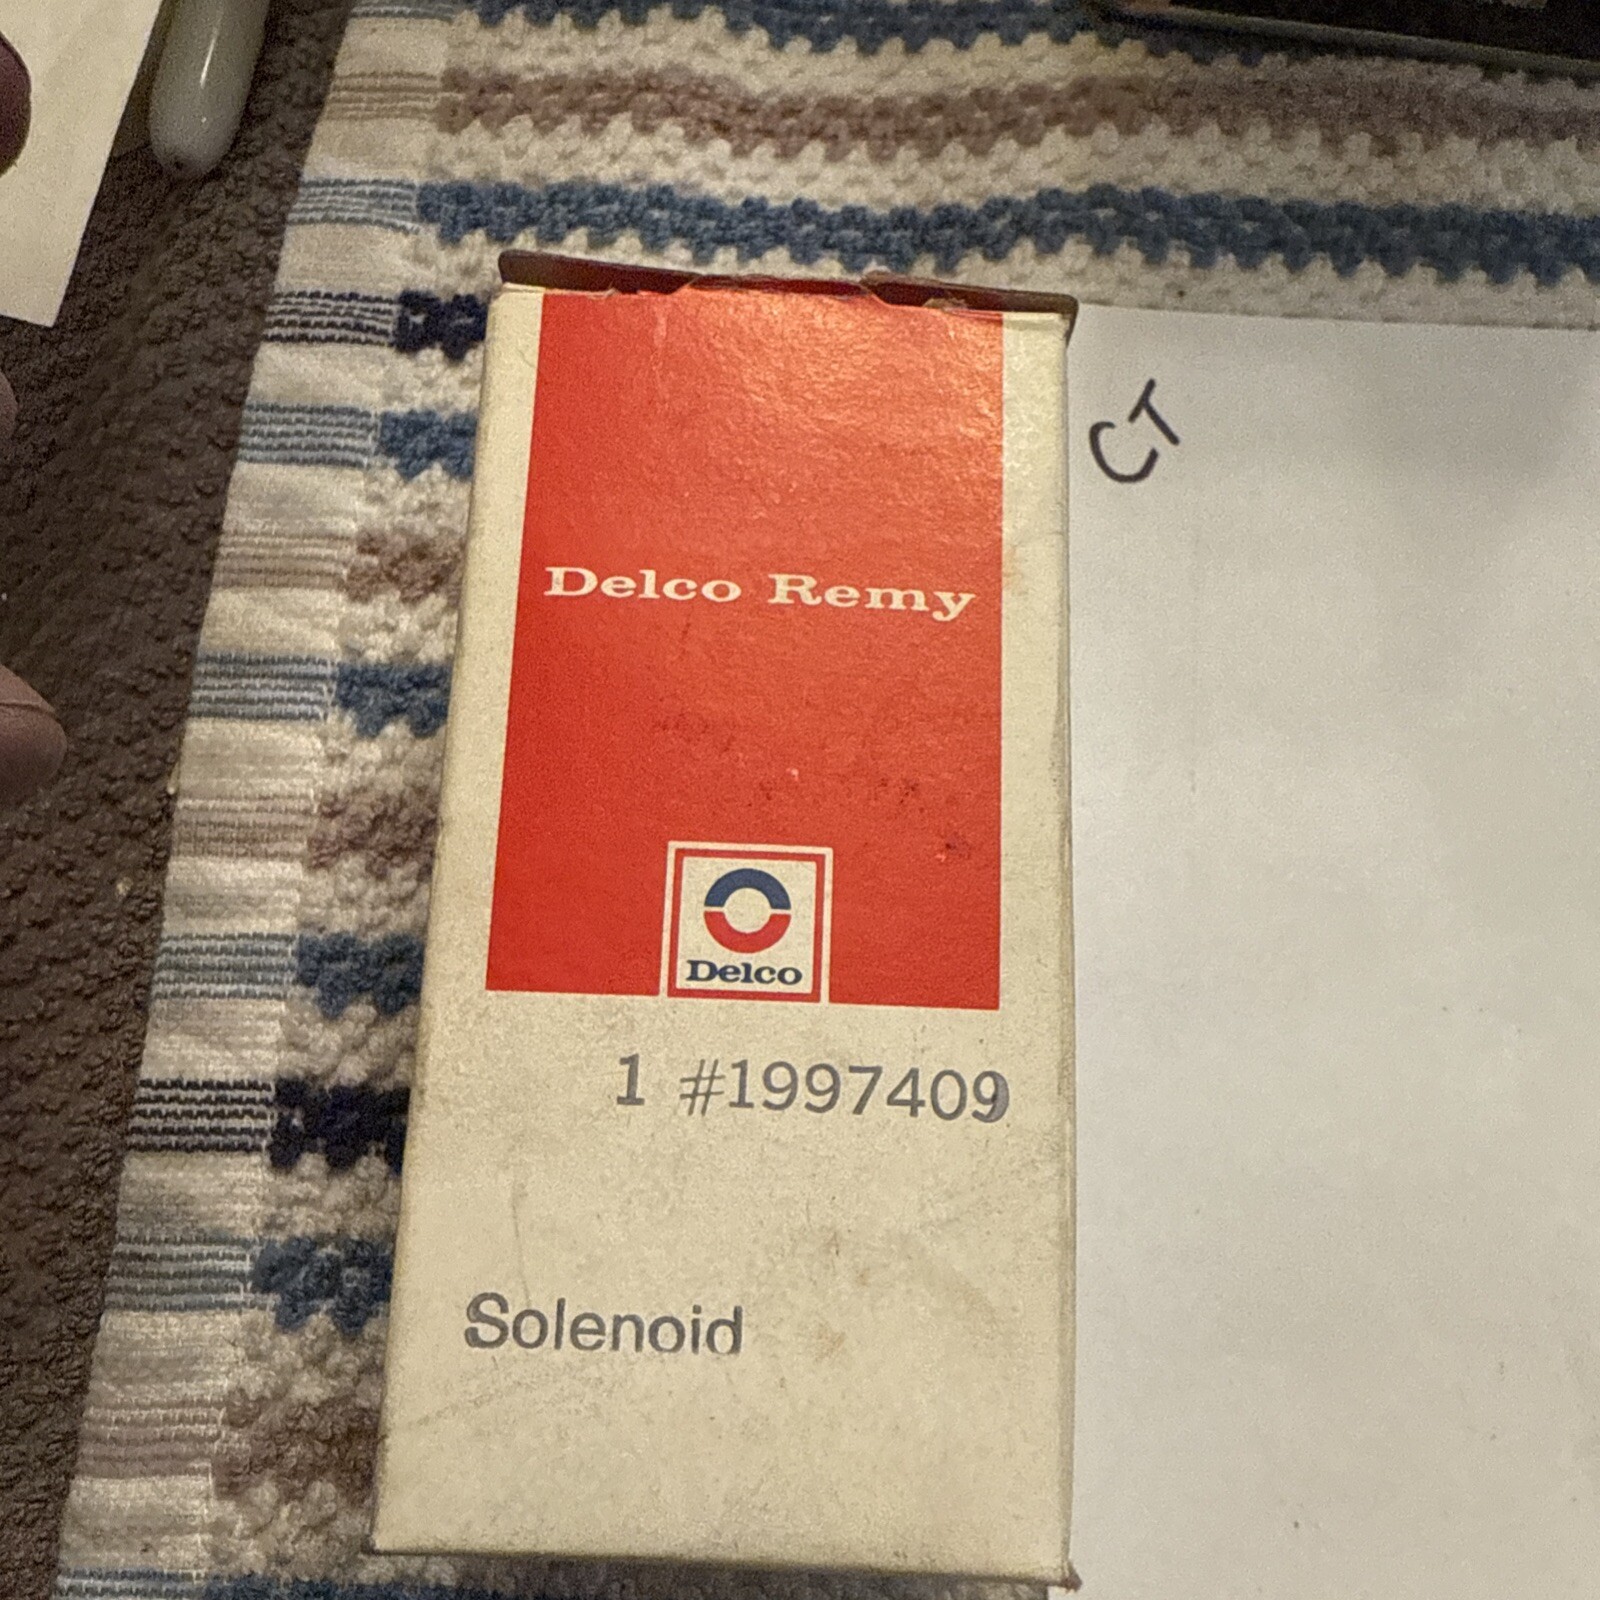 CT
Delco Remy
Delco
1 #1997409
Solenoid